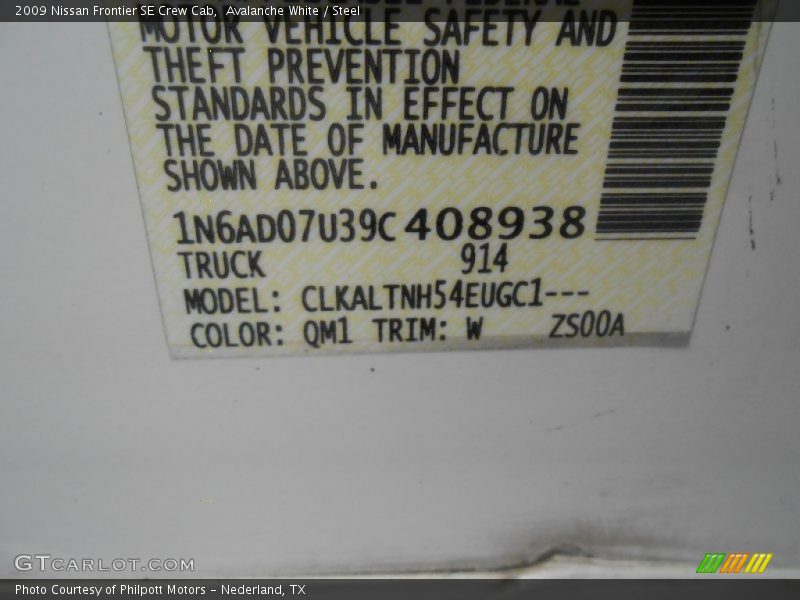 2009 Nissan Frontier SE Crew Cab, Avalanche White / Steel
MOTOR VEHICLE SAFETY AND
THEFT PREVENTION
STANDARDS IN EFFECT ON
THE DATE OF MANUFACTURE
SHOWN ABOVE.
1N6AD07U39C408938
TRUCK 914
MODEL: CLKALTNH54EUGC1---
COLOR: QM1 TRIM: W ZS00A
GTCARLOT.COM
Photo Courtesy of Philpott Motors – Nederland, TX